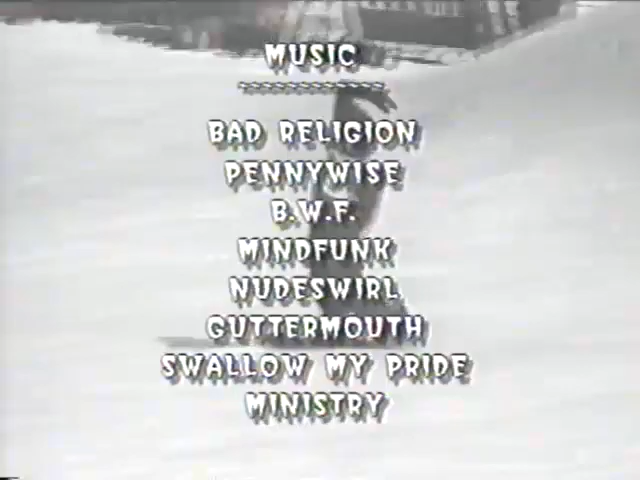 MUSIC
~~~~~~~~~~~~
BAD RELIGION
PENNYWISE
B.W.F.
MINDFUNK
NUDESWIRL
GUTTERMOUTH
SWALLOW MY PRIDE
MINISTRY